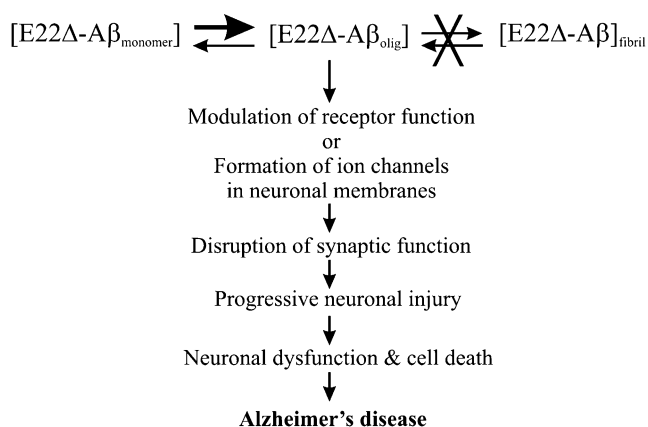 [E22Δ-Aβmonomer] [E22Δ-Aβolig] [E22Δ-Aβ]fibril
Modulation of receptor function
or
Formation of ion channels
in neuronal membranes
Disruption of synaptic function
Progressive neuronal injury
Neuronal dysfunction & cell death
Alzheimer's disease